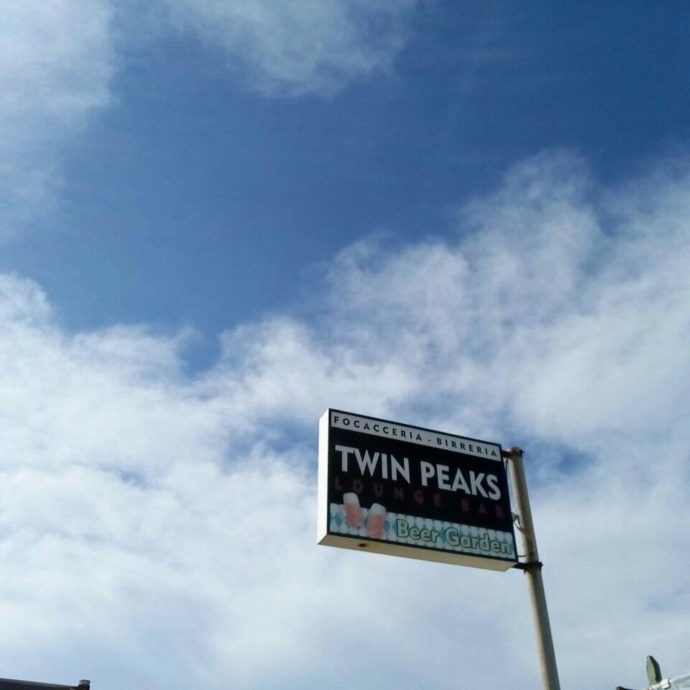 FOCACCERIA - BIRRERIA
TWIN PEAKS
LOUNGE BAR
Beer Garden